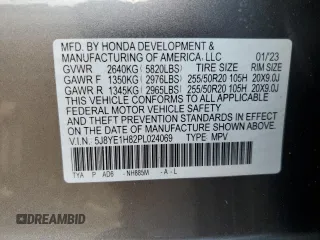 MFD. BY HONDA DEVELOPMENT &
MANUFACTURING OF AMERICA, LLC 01/23
GVWR 2640KG (5820LBS) TIRE SIZE RIM SIZE
GAWR F 1350KG (2976LBS) 255/50R20 105H 20X9.0J
GAWR R 1345KG (2965LBS) 255/50R20 105H 20X9.0J
THIS VEHICLE CONFORMS TO ALL APPLICABLE
FEDERAL MOTOR VEHICLE SAFETY AND THEFT PREVENTION
STANDARDS IN EFFECT ON THE DATE OF MANUFACTURE
SHOWN ABOVE.
V.I.N. 5J8YE1H82PL024069 TYPE MPV
TYA P AD6 -NH885M -A-L
DREAMBID